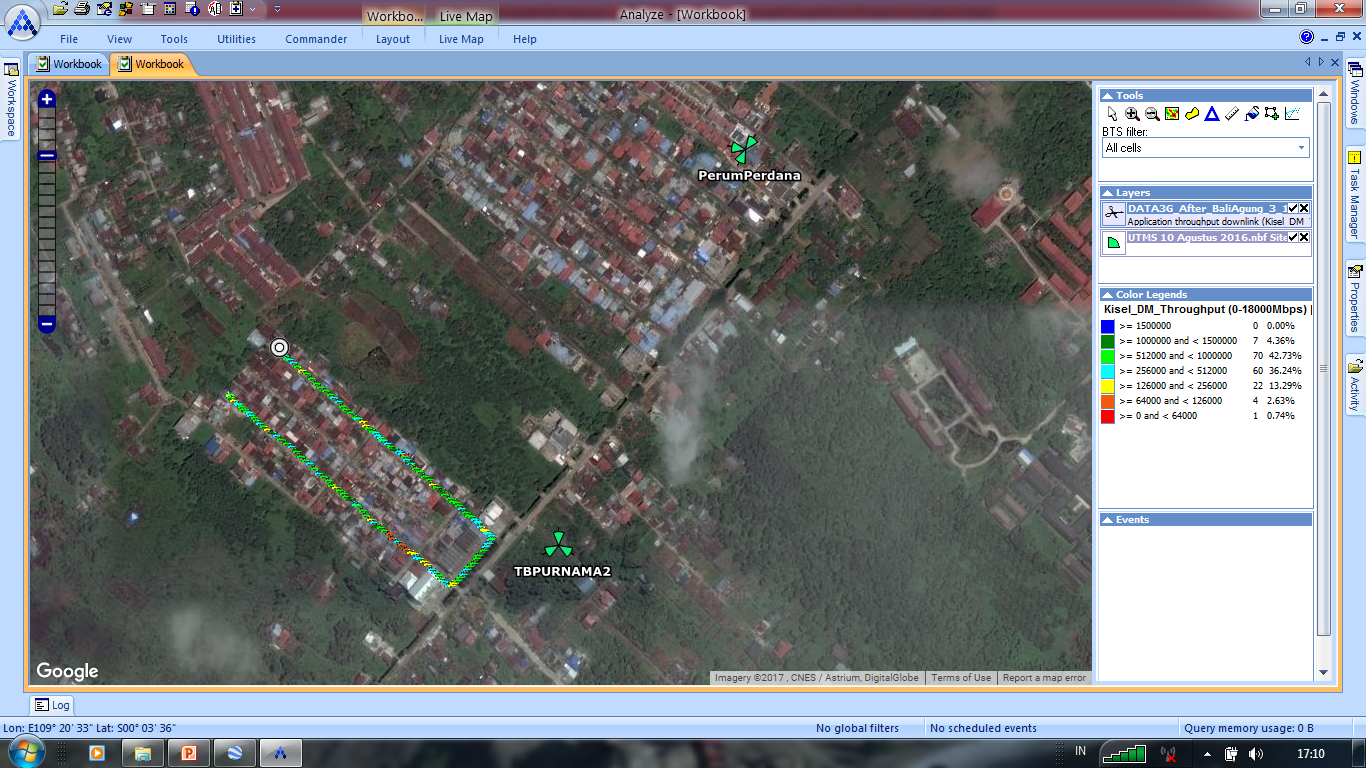 Workbo...
Live Map
Analyze - [Workbook]
File
View
Tools
Utilities
Commander
Layout
Live Map
Help
Workbook
Workbook
Workspace
PerumPerdana
TBPURNAMA2
Google
Imagery ©2017 , CNES / Astrium, DigitalGlobe
Terms of Use
Report a map error
Tools
BTS filter:
All cells
Layers
DATA3G_After_BaliAgung_3_1
Application throughput downlink (Kisel_DM
UTMS 10 Agustus 2016.nbf Site
Color Legends
Kisel_DM_Throughput (0-18000Mbps) |
>= 1500000 0 0.00%
>= 1000000 and < 1500000 7 4.36%
>= 512000 and < 1000000 70 42.73%
>= 256000 and < 512000 60 36.24%
>= 126000 and < 256000 22 13.29%
>= 64000 and < 126000 4 2.63%
>= 0 and < 64000 1 0.74%
Events
Windows
Task Manager
Properties
Activity
Log
Lon: E109° 20' 33" Lat: S00° 03' 36"
No global filters
No scheduled events
Query memory usage: 0 B
IN
17:10